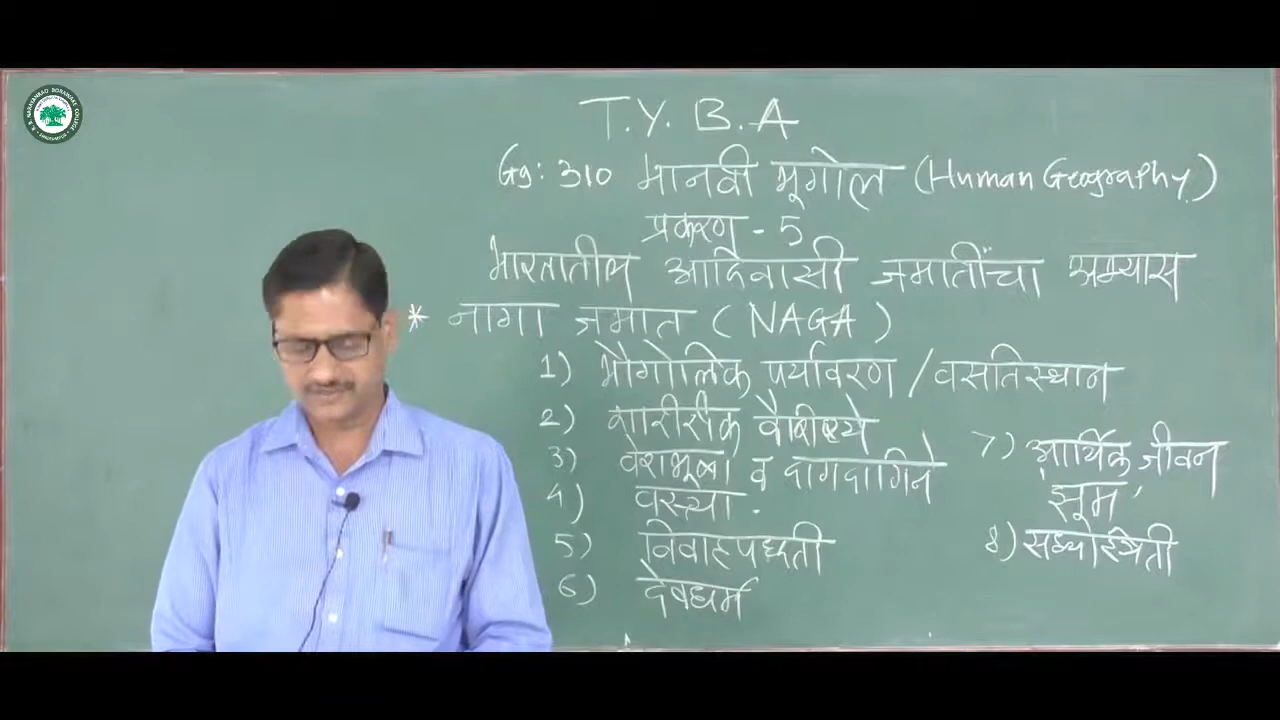 T.Y. B.A
Gg: 310 मानवी भूगोल (Human Geography)
प्रकरण - 5
भारतातील आदिवासी जमातींचा अभ्यास
* नागा जमात ( NAGA )
1) भौगोलिक पर्यावरण / वसतिस्थान
2) शारीरिक वैशिष्ट्ये
3) वेशभूषा व दागदागिने
4) वस्त्या .
5) विवाहपद्धती
6) देवधर्म
7) आर्थिक जीवन
झूम
8) सद्यःस्थिती